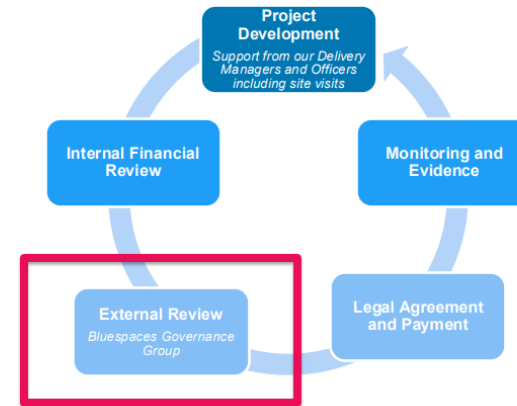 Project
Development
Support from our Delivery
Managers and Officers
including site visits
Internal Financial
Review
Monitoring and
Evidence
External Review
Bluespaces Governance
Group
Legal Agreement
and Payment